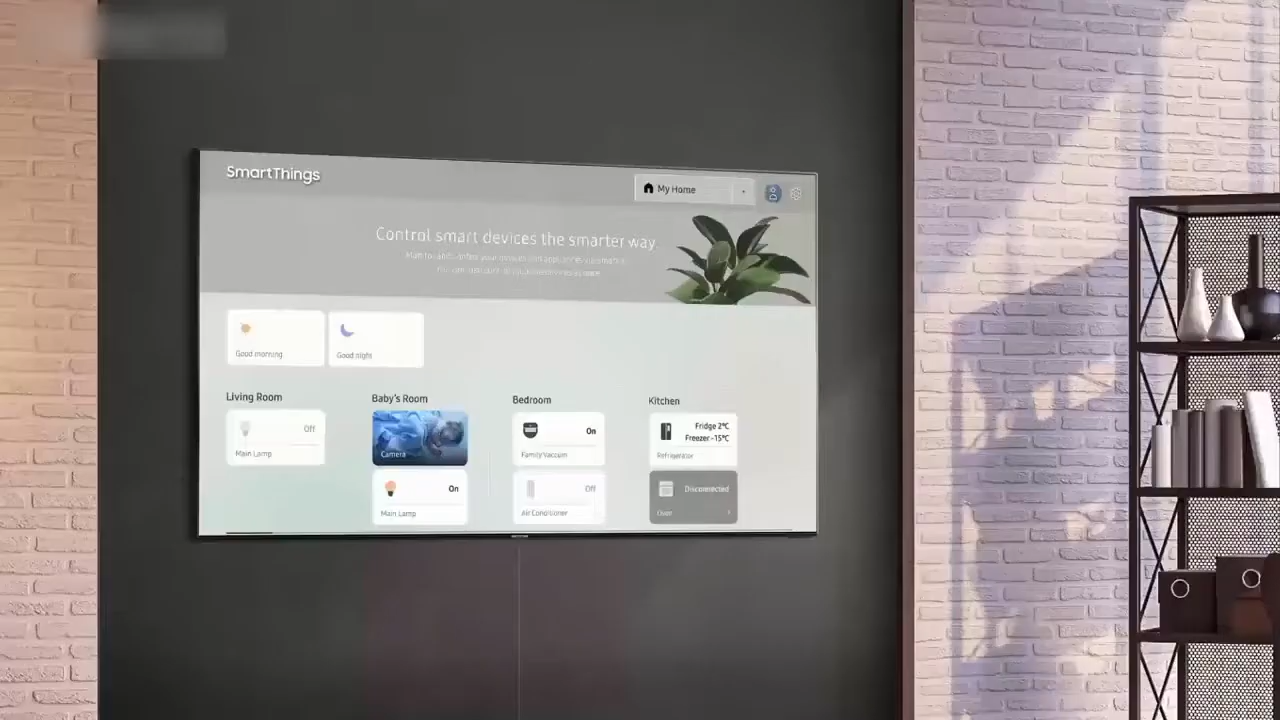 SmartThings
My Home
Control smart devices the smarter way.
Good morning
Good night
Living Room
Baby's Room
Bedroom
Kitchen
Off
Main Lamp
Camera
On
Main Lamp
On
Family Vaccum
Off
Air Conditioner
Fridge 2°C
Freezer -15°C
Refrigerator
Disconnected
Oven